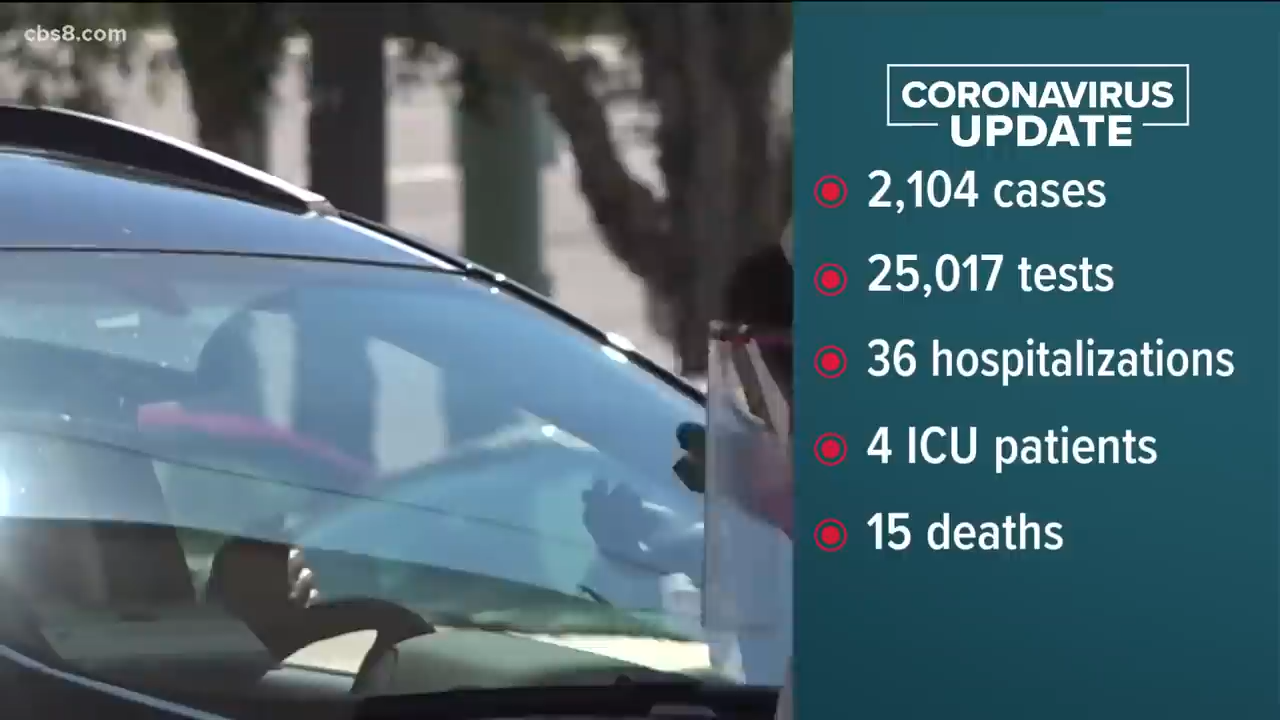 cbs8.com
CORONAVIRUS
UPDATE
2,104 cases
25,017 tests
36 hospitalizations
4 ICU patients
15 deaths